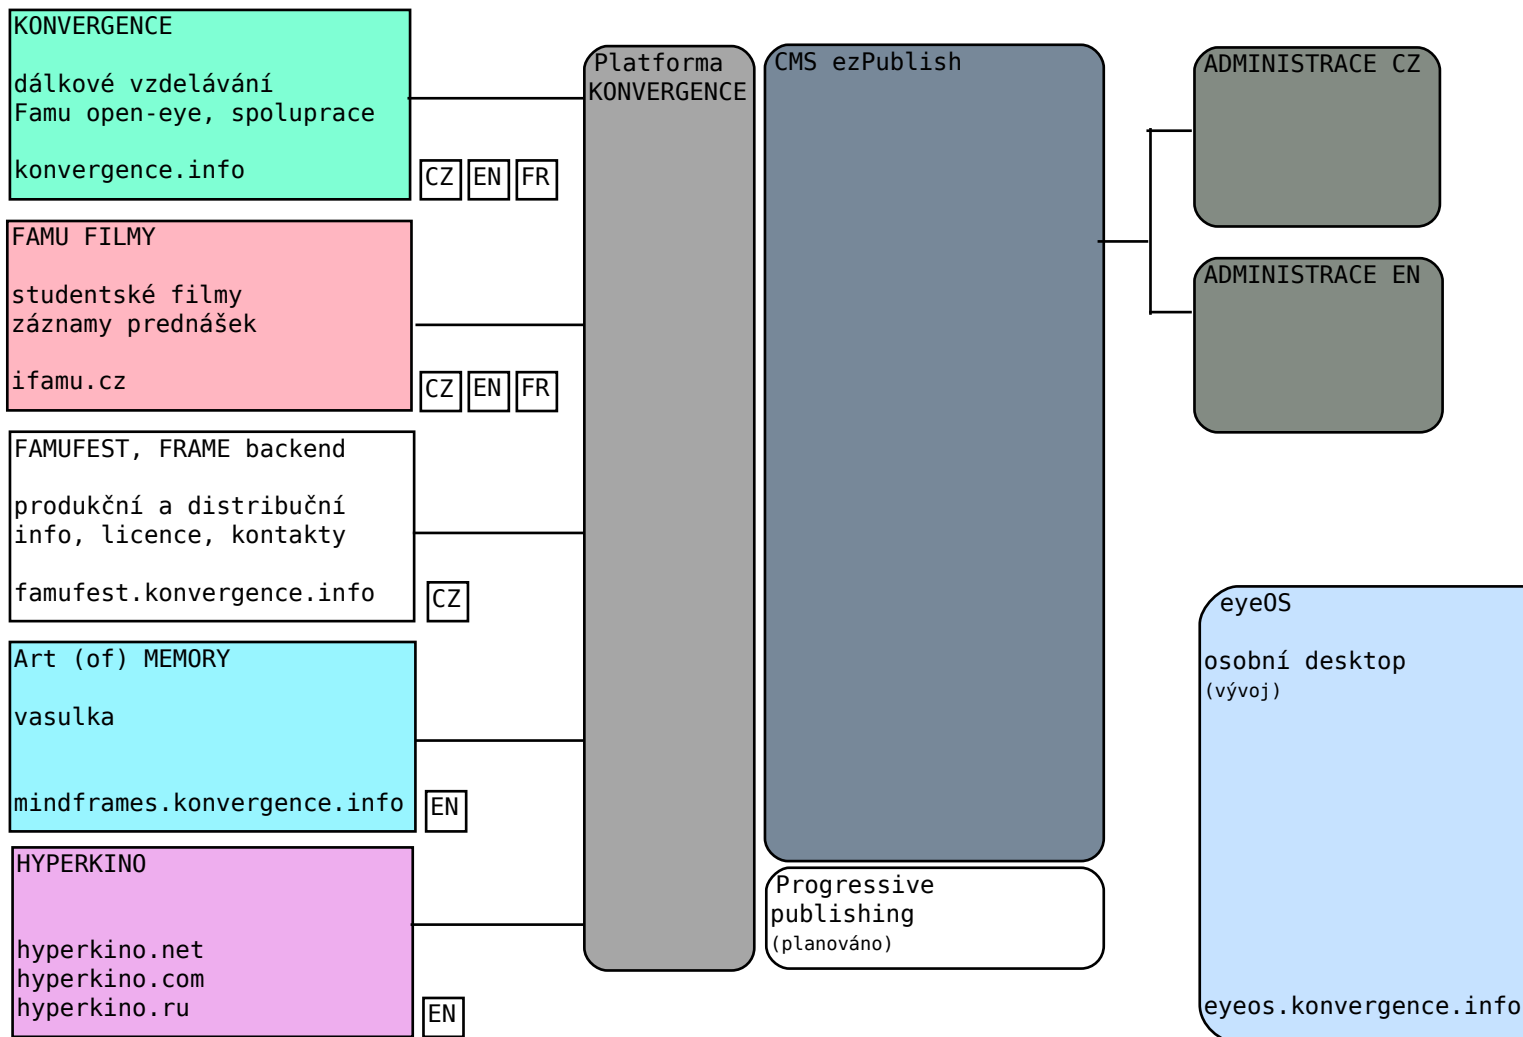 KONVERGENCE
dálkové vzdelávání
Famu open-eye, spoluprace
konvergence.info
CZ
EN
FR
FAMU FILMY
studentské filmy
záznamy prednášek
ifamu.cz
CZ
EN
FR
FAMUFEST, FRAME backend
produkční a distribuční
info, licence, kontakty
famufest.konvergence.info
CZ
Art (of) MEMORY
vasulka
mindframes.konvergence.info
EN
HYPERKINO
hyperkino.net
hyperkino.com
hyperkino.ru
EN
Platforma
KONVERGENCE
CMS ezPublish
Progressive
publishing
(planováno)
ADMINISTRACE CZ
ADMINISTRACE EN
eyeOS
osobní desktop
(vývoj)
eyeos.konvergence.info